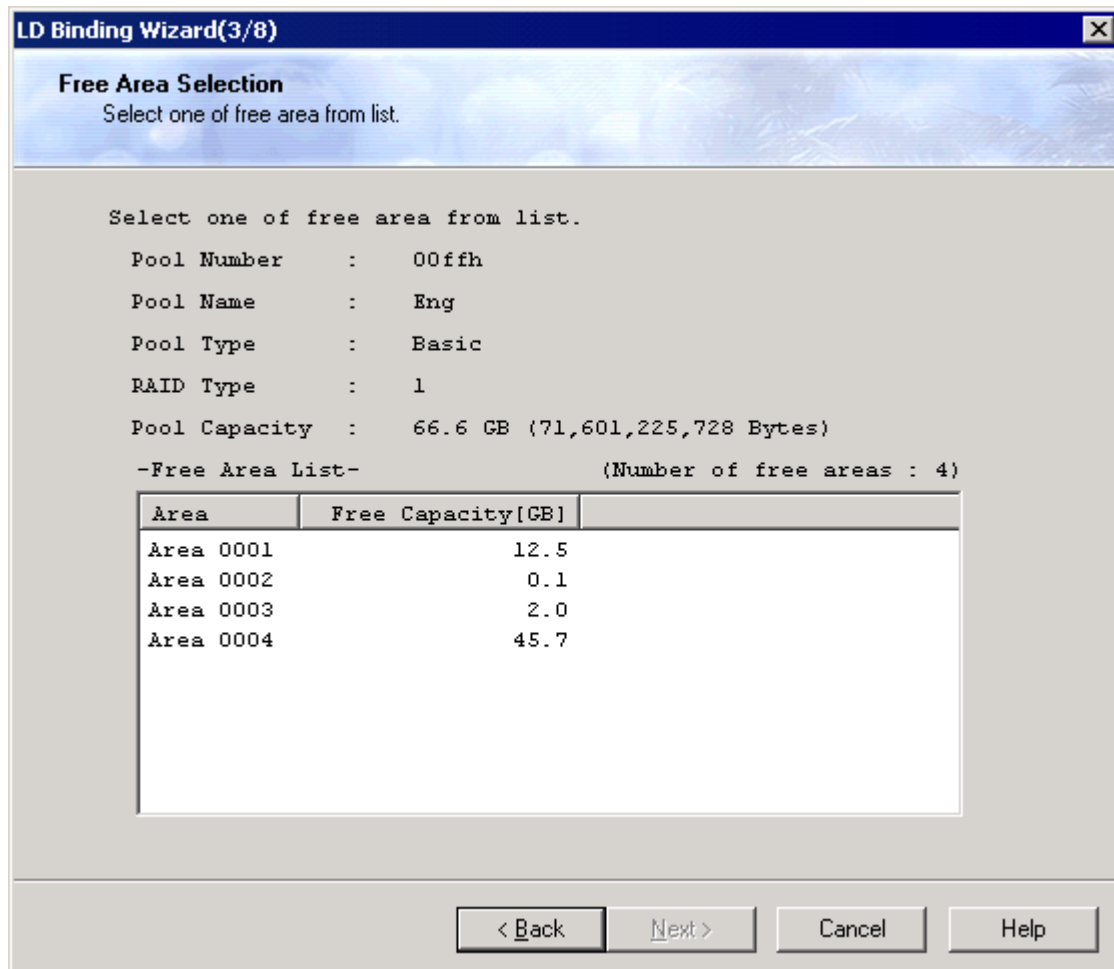 LD Binding Wizard(3/8)
Free Area Selection
Select one of free area from list.
Select one of free area from list.
Pool Number : 00ffh
Pool Name : Eng
Pool Type : Basic
RAID Type : 1
Pool Capacity : 66.6 GB (71,601,225,728 Bytes)
-Free Area List- (Number of free areas : 4)
Area Free Capacity[GB]
Area 0001 12.5
Area 0002 0.1
Area 0003 2.0
Area 0004 45.7
< Back Next > Cancel Help